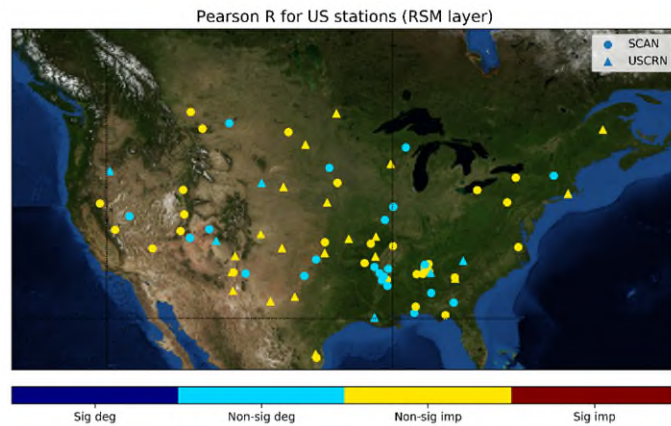 Pearson R for US stations (RSM layer)
SCAN
USCRN
Sig deg
Non-sig deg
Non-sig imp
Sig imp